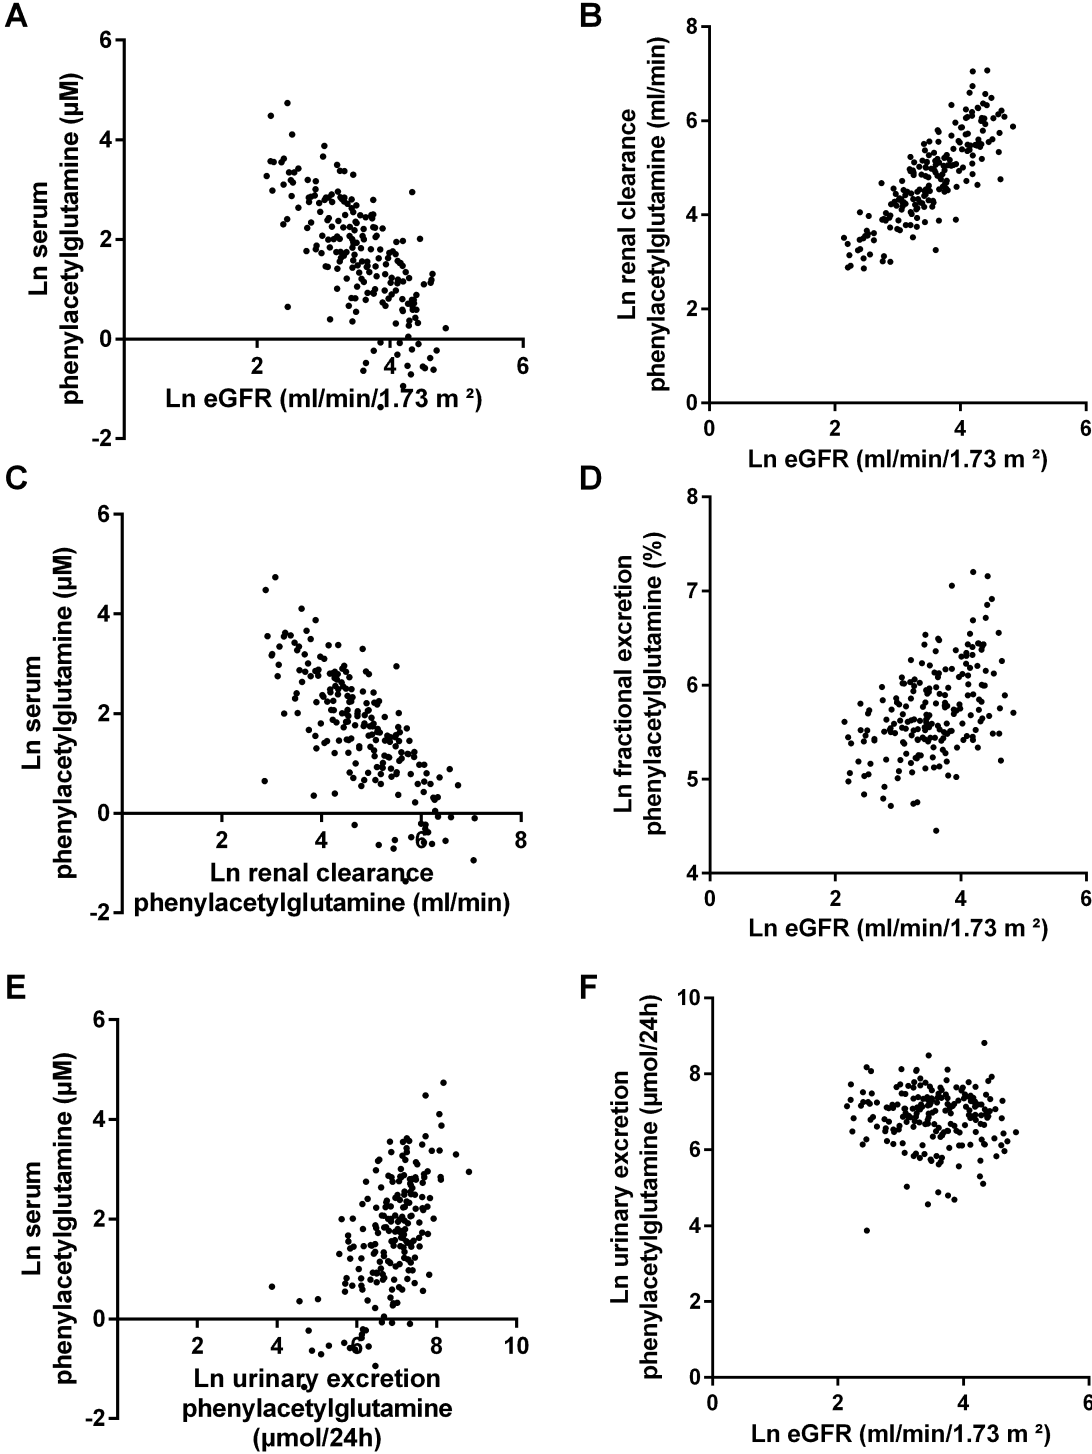 A
Ln serum
phenylacetylglutamine (µM)
6
4
2
0
-2
2
4
6
Ln eGFR (ml/min/1.73 m ²)
B
Ln renal clearance
phenylacetylglutamine (ml/min)
8
6
4
2
0
0
2
4
6
Ln eGFR (ml/min/1.73 m ²)
C
Ln serum
phenylacetylglutamine (µM)
6
4
2
0
-2
2
4
6
8
Ln renal clearance
phenylacetylglutamine (ml/min)
D
Ln fractional excretion
phenylacetylglutamine (%)
8
7
6
5
4
0
2
4
6
Ln eGFR (ml/min/1.73 m ²)
E
Ln serum
phenylacetylglutamine (µM)
6
4
2
0
-2
2
4
6
8
10
Ln urinary excretion
phenylacetylglutamine
(µmol/24h)
F
Ln urinary excretion
phenylacetylglutamine (µmol/24h)
10
8
6
4
2
0
0
2
4
6
Ln eGFR (ml/min/1.73 m ²)